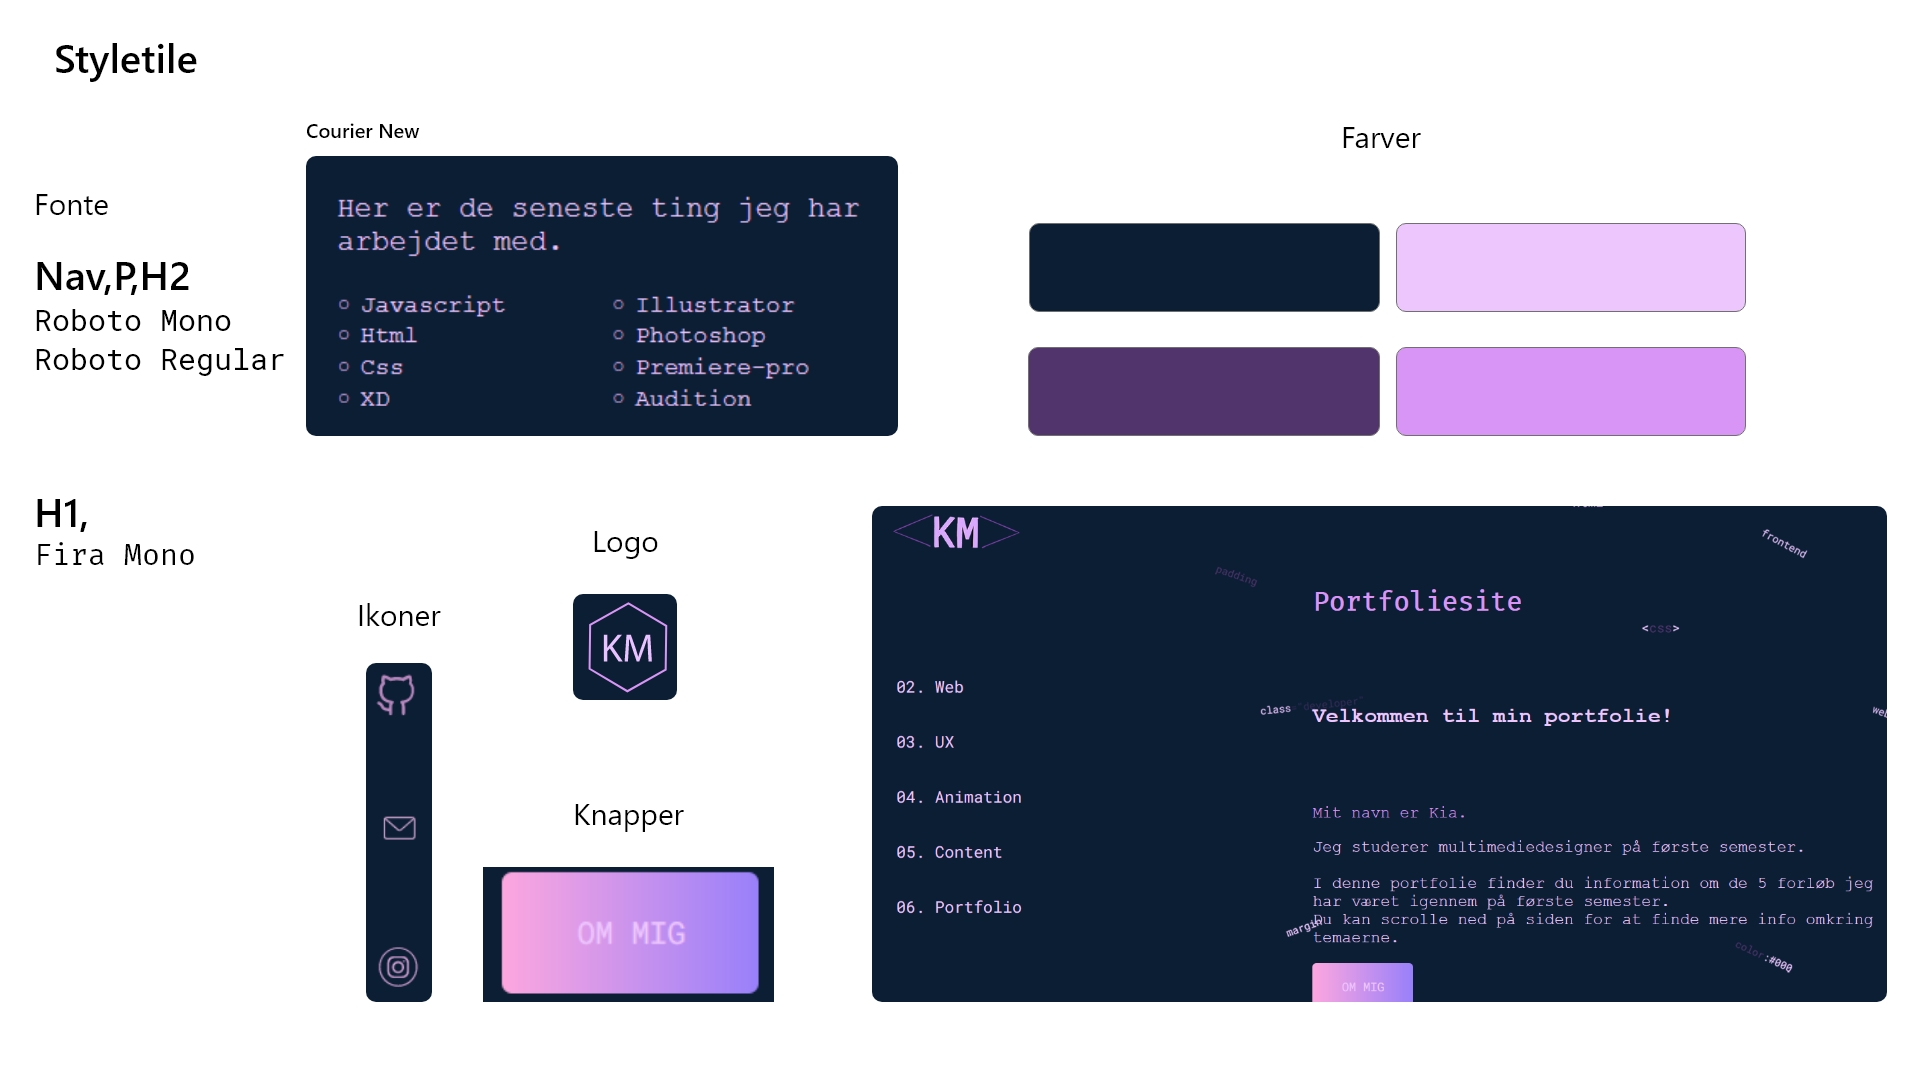 Styletile
Courier New
Farver
Fonte
Nav,P,H2
Roboto Mono
Roboto Regular
Her er de seneste ting jeg har
arbejdet med.
Javascript
Html
Css
XD
Illustrator
Photoshop
Premiere-pro
Audition
H1,
Fira Mono
Logo
KM
Ikoner
Knapper
OM MIG
KM
frontend
padding
Portfoliesite
<css>
02. Web
03. UX
04. Animation
05. Content
06. Portfolio
class="developer"
Velkommen til min portfolie!
Mit navn er Kia.
Jeg studerer multimediedesigner på første semester.
I denne portfolie finder du information om de 5 forløb jeg
har været igennem på første semester.
Du kan scrolle ned på siden for at finde mere info omkring
temaerne.
margin
color:#000
OM MIG